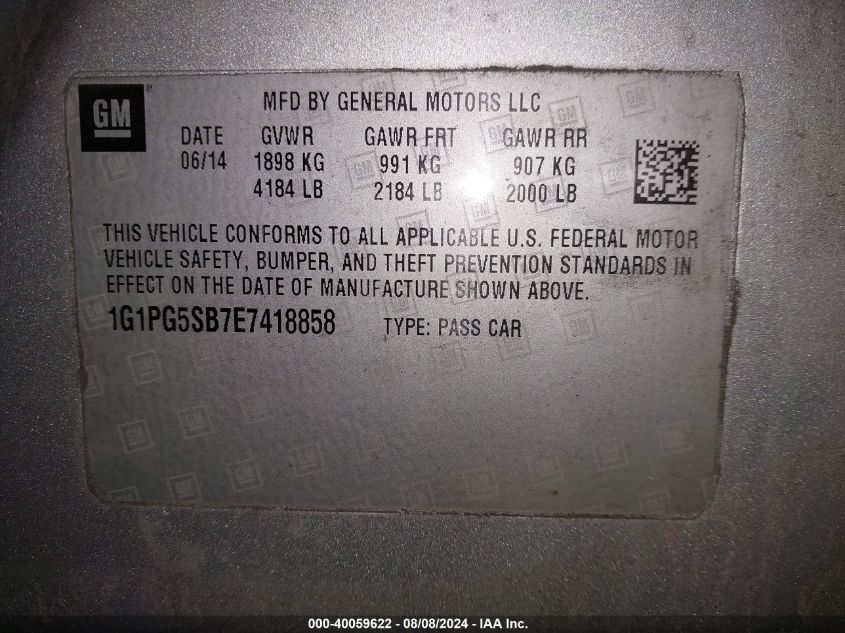 GM ®
MFD BY GENERAL MOTORS LLC
DATE GVWR GAWR FRT GAWR RR
06/14 1898 KG 991 KG 907 KG
4184 LB 2184 LB 2000 LB
THIS VEHICLE CONFORMS TO ALL APPLICABLE U.S. FEDERAL MOTOR
VEHICLE SAFETY, BUMPER, AND THEFT PREVENTION STANDARDS IN
EFFECT ON THE DATE OF MANUFACTURE SHOWN ABOVE.
1G1PG5SB7E7418858 TYPE: PASS CAR
000-40059622 - 08/08/2024 - IAA Inc.